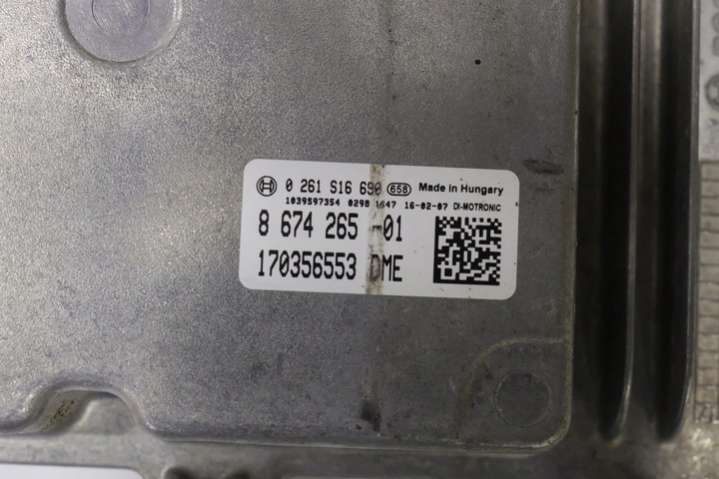 0 261 S16 690 658 Made in Hungary
1039597354 0298 1647 16-02-07 DI-MOTRONIC
8 674 265 -01
170356553 DME